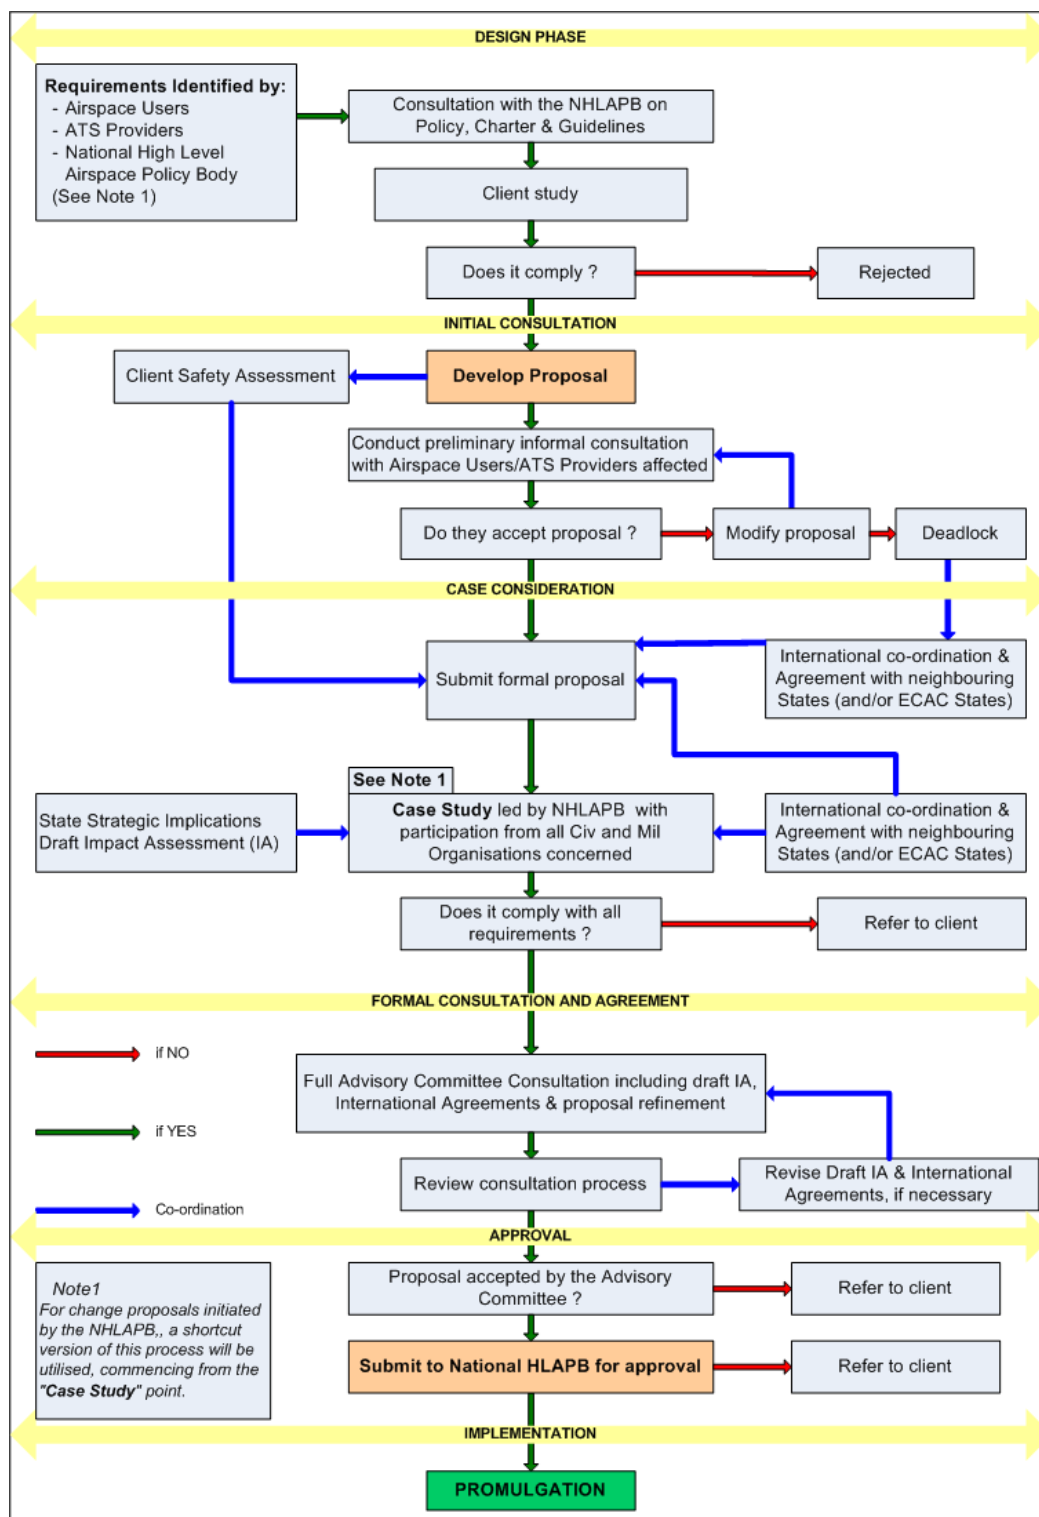 DESIGN PHASE
Requirements Identified by:
- Airspace Users
- ATS Providers
- National High Level
Airspace Policy Body
(See Note 1)
Consultation with the NHLAPB on
Policy, Charter & Guidelines
Client study
Does it comply ?
Rejected
INITIAL CONSULTATION
Client Safety Assessment
Develop Proposal
Conduct preliminary informal consultation
with Airspace Users/ATS Providers affected
Do they accept proposal ?
Modify proposal
Deadlock
CASE CONSIDERATION
Submit formal proposal
International co-ordination &
Agreement with neighbouring
States (and/or ECAC States)
See Note 1
State Strategic Implications
Draft Impact Assessment (IA)
Case Study led by NHLAPB with
participation from all Civ and Mil
Organisations concerned
International co-ordination &
Agreement with neighbouring
States (and/or ECAC States)
Does it comply with all
requirements ?
Refer to client
FORMAL CONSULTATION AND AGREEMENT
if NO
if YES
Co-ordination
Full Advisory Committee Consultation including draft IA,
International Agreements & proposal refinement
Review consultation process
Revise Draft IA & International
Agreements, if necessary
APPROVAL
Note1
For change proposals initiated
by the NHLAPB,, a shortcut
version of this process will be
utilised, commencing from the
"Case Study" point.
Proposal accepted by the Advisory
Committee ?
Refer to client
Submit to National HLAPB for approval
Refer to client
IMPLEMENTATION
PROMULGATION